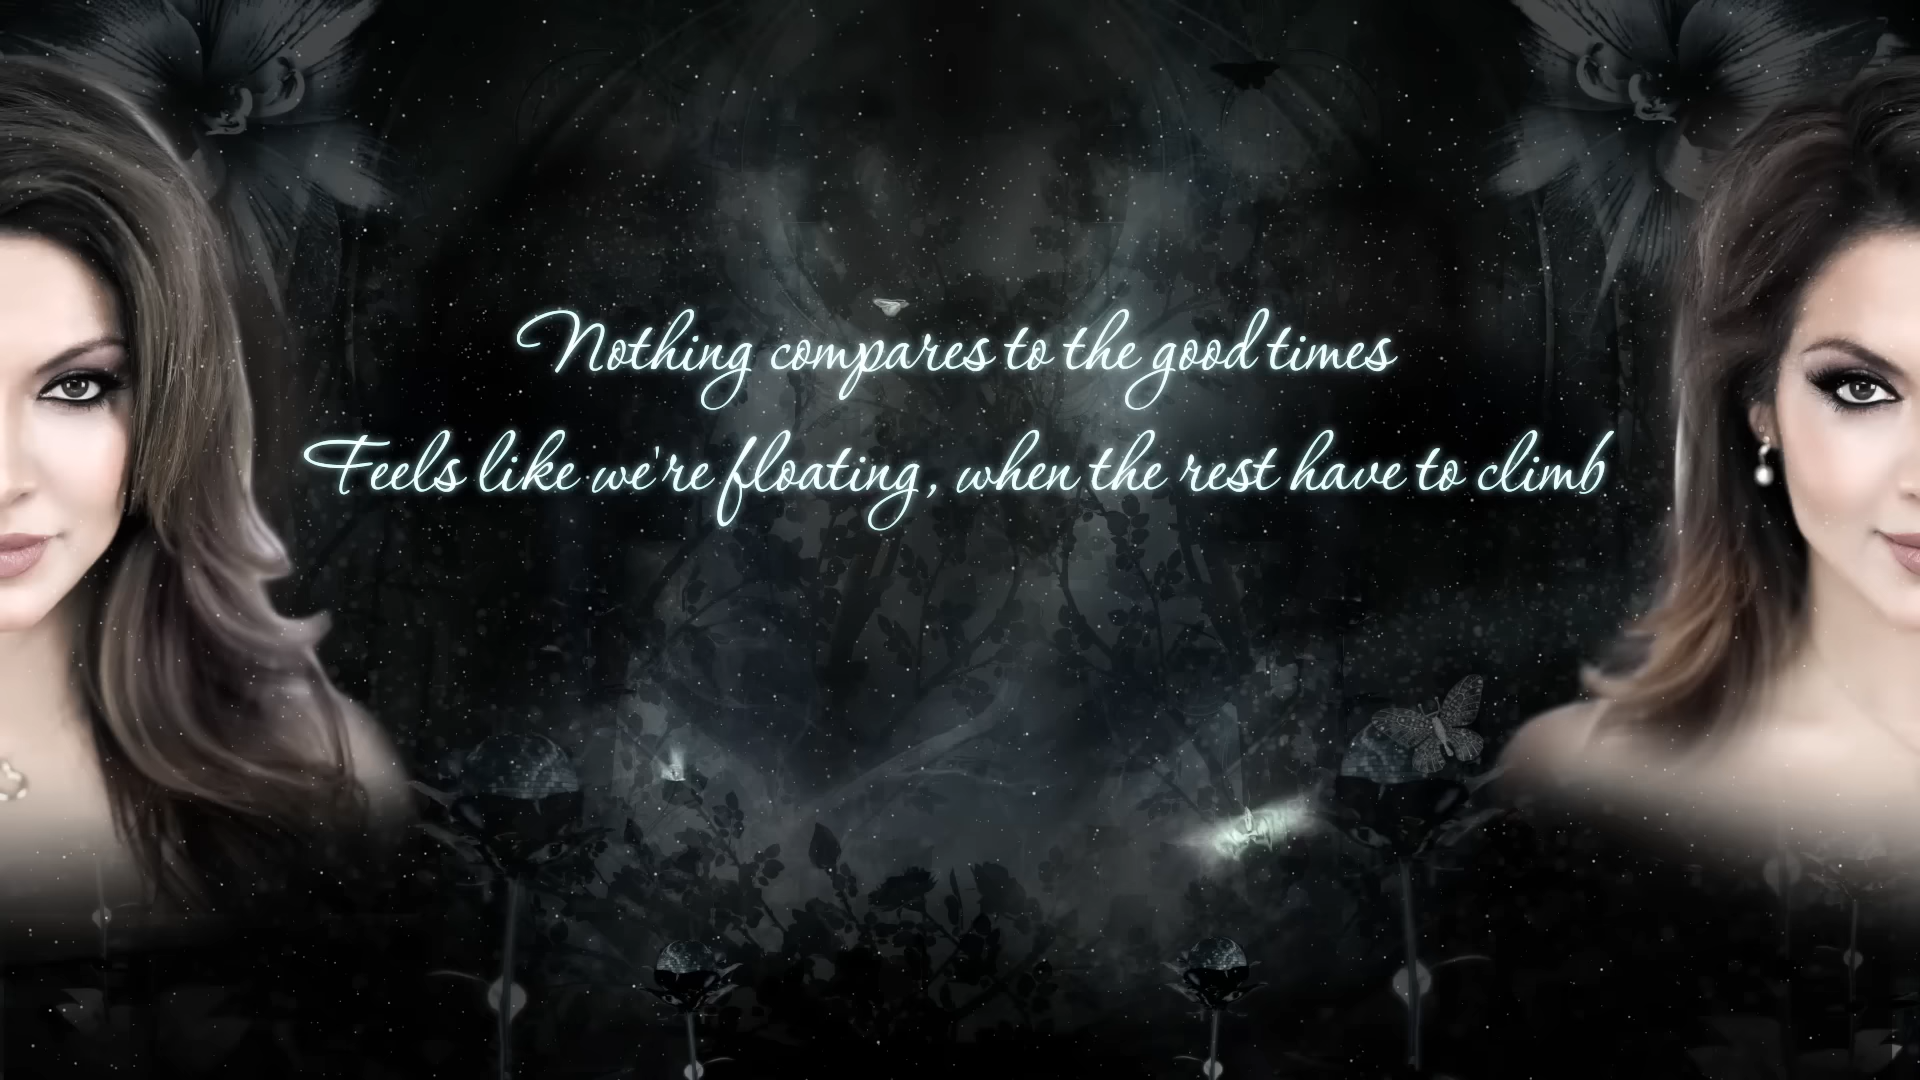 Nothing compares to the good times
Feels like we're floating, when the rest have to climb